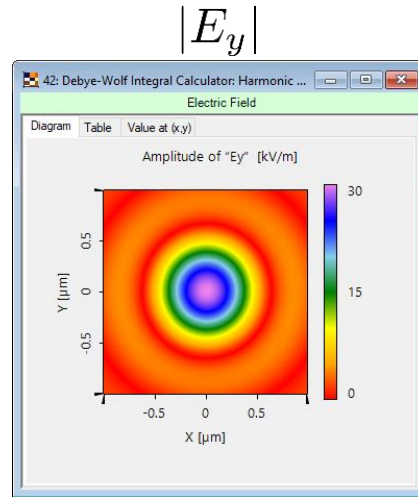 |E_y|
42: Debye-Wolf Integral Calculator: Harmonic ...
Electric Field
Diagram Table Value at (x,y)
Amplitude of "Ey" [kV/m]
30
0.5
Y [µm]
0
15
-0.5
0
-0.5 0 0.5
X [µm]